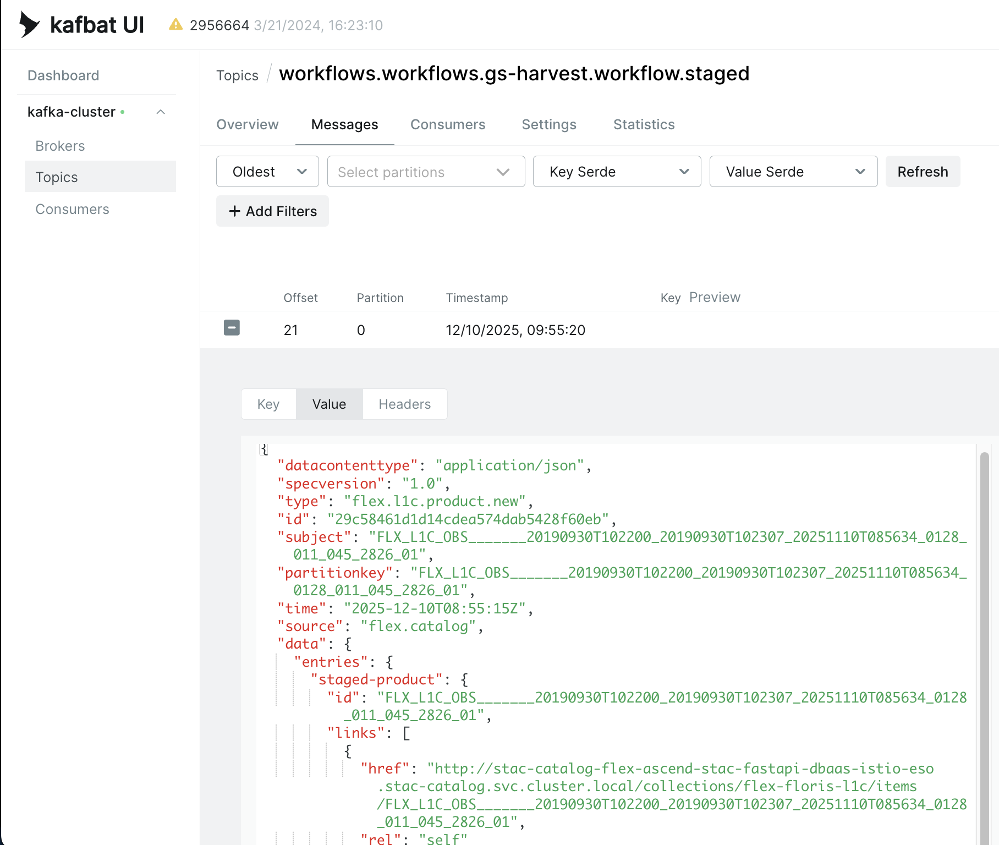 kafbat UI
2956664 3/21/2024, 16:23:10
Dashboard
kafka-cluster
Brokers
Topics
Consumers
Topics / workflows.workflows.gs-harvest.workflow.staged
Overview Messages Consumers Settings Statistics
Oldest Select partitions Key Serde Value Serde Refresh
+ Add Filters
Offset Partition Timestamp Key Preview
21 0 12/10/2025, 09:55:20
Key Value Headers
{
"datacontenttype": "application/json",
"specversion": "1.0",
"type": "flex.l1c.product.new",
"id": "29c58461d1d14cdea574dab5428f60eb",
"subject": "FLX_L1C_OBS_______20190930T102200_20190930T102307_20251110T085634_0128_
011_045_2826_01",
"partitionkey": "FLX_L1C_OBS_______20190930T102200_20190930T102307_20251110T085634_
0128_011_045_2826_01",
"time": "2025-12-10T08:55:15Z",
"source": "flex.catalog",
"data": {
"entries": {
"staged-product": {
"id": "FLX_L1C_OBS_______20190930T102200_20190930T102307_20251110T085634_0128
_011_045_2826_01",
"links": [
{
"href": "http://stac-catalog-flex-ascend-stac-fastapi-dbaas-istio-eso
.stac-catalog.svc.cluster.local/collections/flex-floris-l1c/items
/FLX_L1C_OBS_______20190930T102200_20190930T102307_20251110T085634_0128
_011_045_2826_01",
"rel": "self"